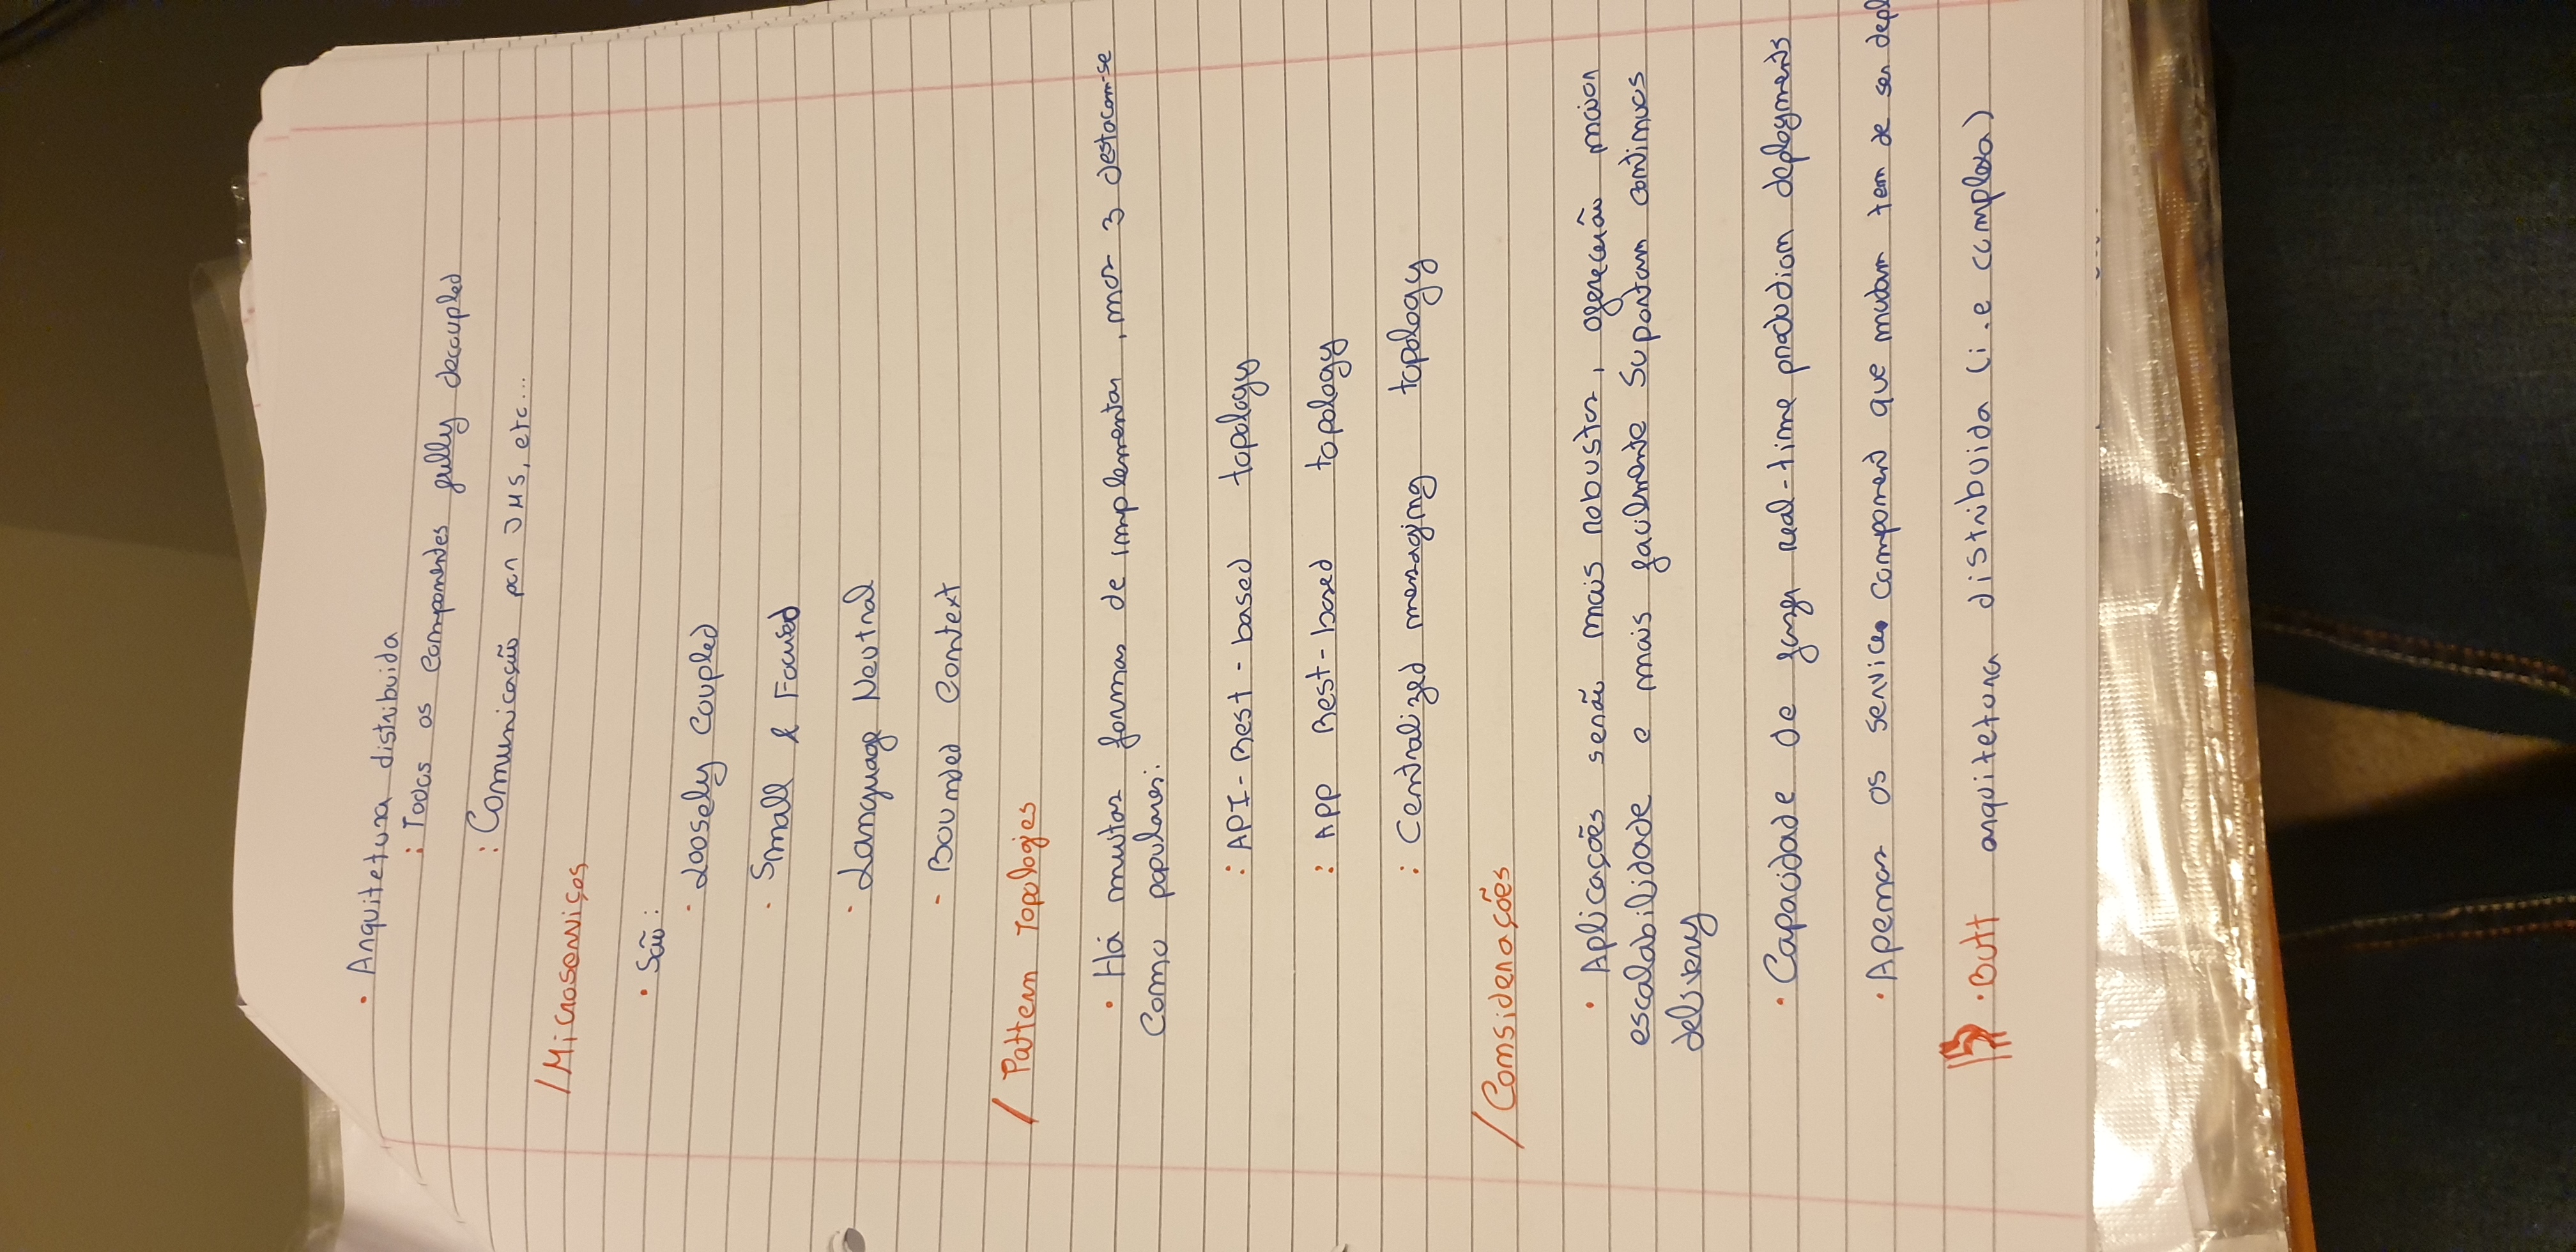 • Arquitetura distribuida
: Todos os componentes fully decoupled
: Comunicação por JMS, etc...
/ Microserviços
• São:
- Loosely Coupled
- Small & Focused
- Language Neutral
- Bounded Context
/ Pattern Topologies
• Há muitas formas de implementar, mas 3 destacam-se
como populares:
: API-Rest-based topology
: APP Rest-based topology
: Centralized messaging topology
/ Considerações
• Aplicações serão mais robustas, oferecerão maior
escalabilidade e mais facilmente suportam continuos
delivery
• Capacidade de fazer real-time production deployments
• Apenas os services component que mudam tem de ser depl
• Butt arquitetura distribuida (i.e complexa)